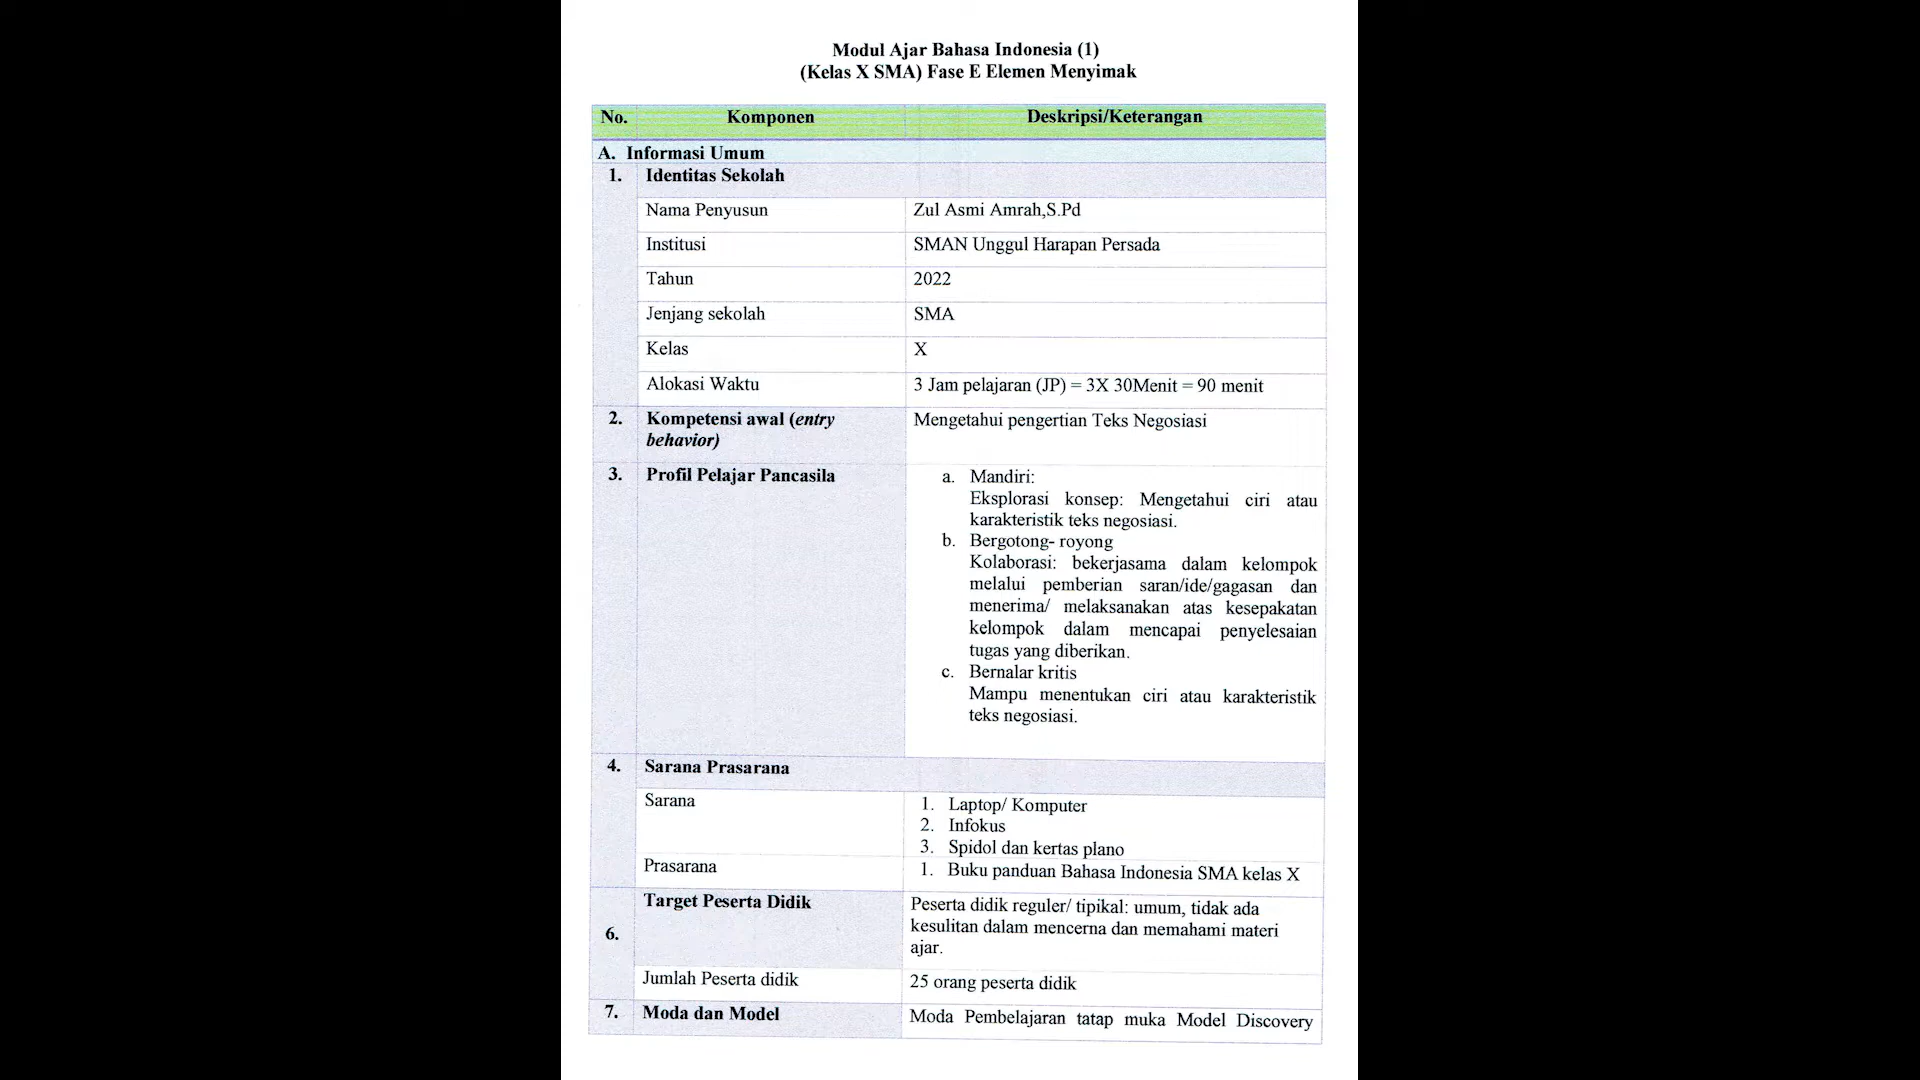 Modul Ajar Bahasa Indonesia (1)
(Kelas X SMA) Fase E Elemen Menyimak
No. Komponen Deskripsi/Keterangan
A. Informasi Umum
1. Identitas Sekolah
Nama Penyusun Zul Asmi Amrah,S.Pd
Institusi SMAN Unggul Harapan Persada
Tahun 2022
Jenjang sekolah SMA
Kelas X
Alokasi Waktu 3 Jam pelajaran (JP) = 3X 30Menit = 90 menit
2. Kompetensi awal (entry Mengetahui pengertian Teks Negosiasi
behavior)
3. Profil Pelajar Pancasila a. Mandiri:
Eksplorasi konsep: Mengetahui ciri atau
karakteristik teks negosiasi.
b. Bergotong- royong
Kolaborasi: bekerjasama dalam kelompok
melalui pemberian saran/ide/gagasan dan
menerima/ melaksanakan atas kesepakatan
kelompok dalam mencapai penyelesaian
tugas yang diberikan.
c. Bernalar kritis
Mampu menentukan ciri atau karakteristik
teks negosiasi.
4. Sarana Prasarana
Sarana 1. Laptop/ Komputer
2. Infokus
3. Spidol dan kertas plano
Prasarana 1. Buku panduan Bahasa Indonesia SMA kelas X
6. Target Peserta Didik Peserta didik reguler/ tipikal: umum, tidak ada
kesulitan dalam mencerna dan memahami materi
ajar.
Jumlah Peserta didik 25 orang peserta didik
7. Moda dan Model Moda Pembelajaran tatap muka Model Discovery